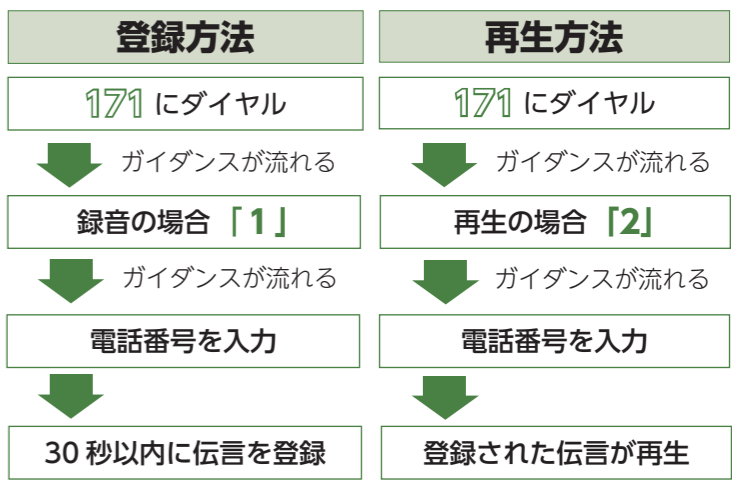 登録方法
171 にダイヤル
ガイダンスが流れる
録音の場合「1」
ガイダンスが流れる
電話番号を入力
30 秒以内に伝言を登録
再生方法
171 にダイヤル
ガイダンスが流れる
再生の場合「2」
ガイダンスが流れる
電話番号を入力
登録された伝言が再生